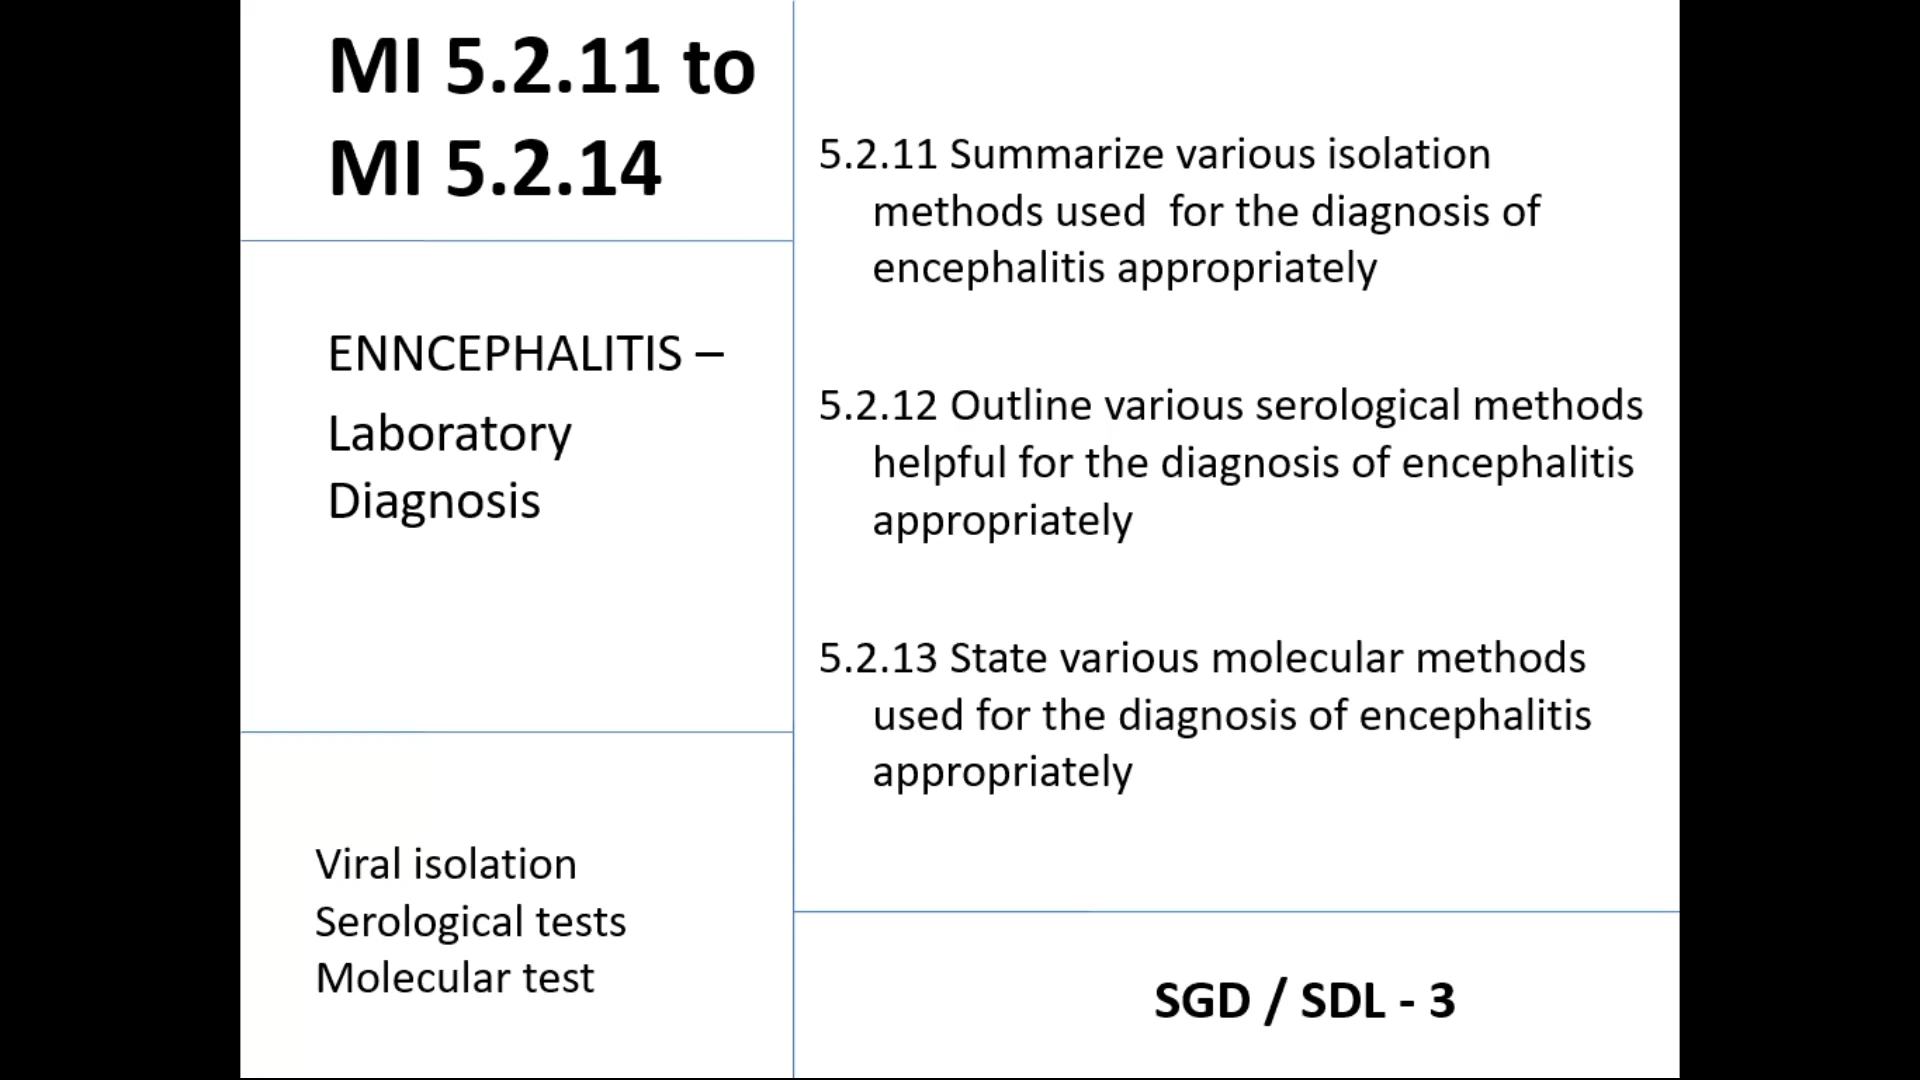 MI 5.2.11 to
MI 5.2.14
ENNCEPHALITIS –
Laboratory
Diagnosis
Viral isolation
Serological tests
Molecular test
5.2.11 Summarize various isolation
methods used  for the diagnosis of
encephalitis appropriately
5.2.12 Outline various serological methods
helpful for the diagnosis of encephalitis
appropriately
5.2.13 State various molecular methods
used for the diagnosis of encephalitis
appropriately
SGD / SDL - 3